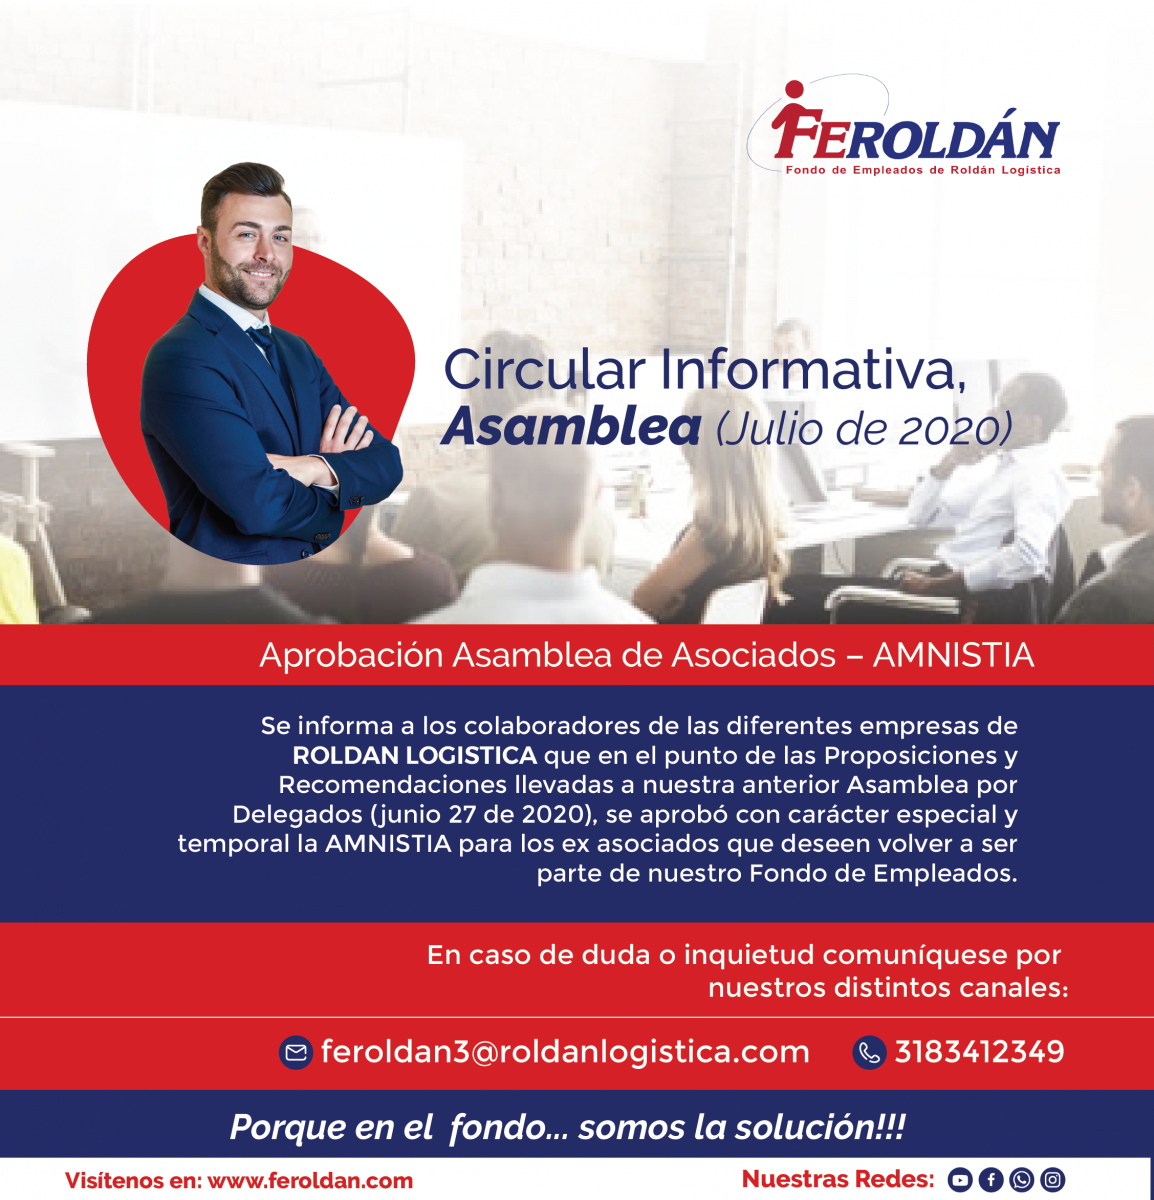 FEROLDÁN
Fondo de Empleados de Roldán Logística
Circular Informativa,
Asamblea (Julio de 2020)
Aprobación Asamblea de Asociados – AMNISTIA
Se informa a los colaboradores de las diferentes empresas de
ROLDAN LOGISTICA que en el punto de las Proposiciones y
Recomendaciones llevadas a nuestra anterior Asamblea por
Delegados (junio 27 de 2020), se aprobó con carácter especial y
temporal la AMNISTIA para los ex asociados que deseen volver a ser
parte de nuestro Fondo de Empleados.
En caso de duda o inquietud comuníquese por
nuestros distintos canales:
feroldan3@roldanlogistica.com 3183412349
Porque en el fondo... somos la solución!!!
Visítenos en: www.feroldan.com Nuestras Redes: